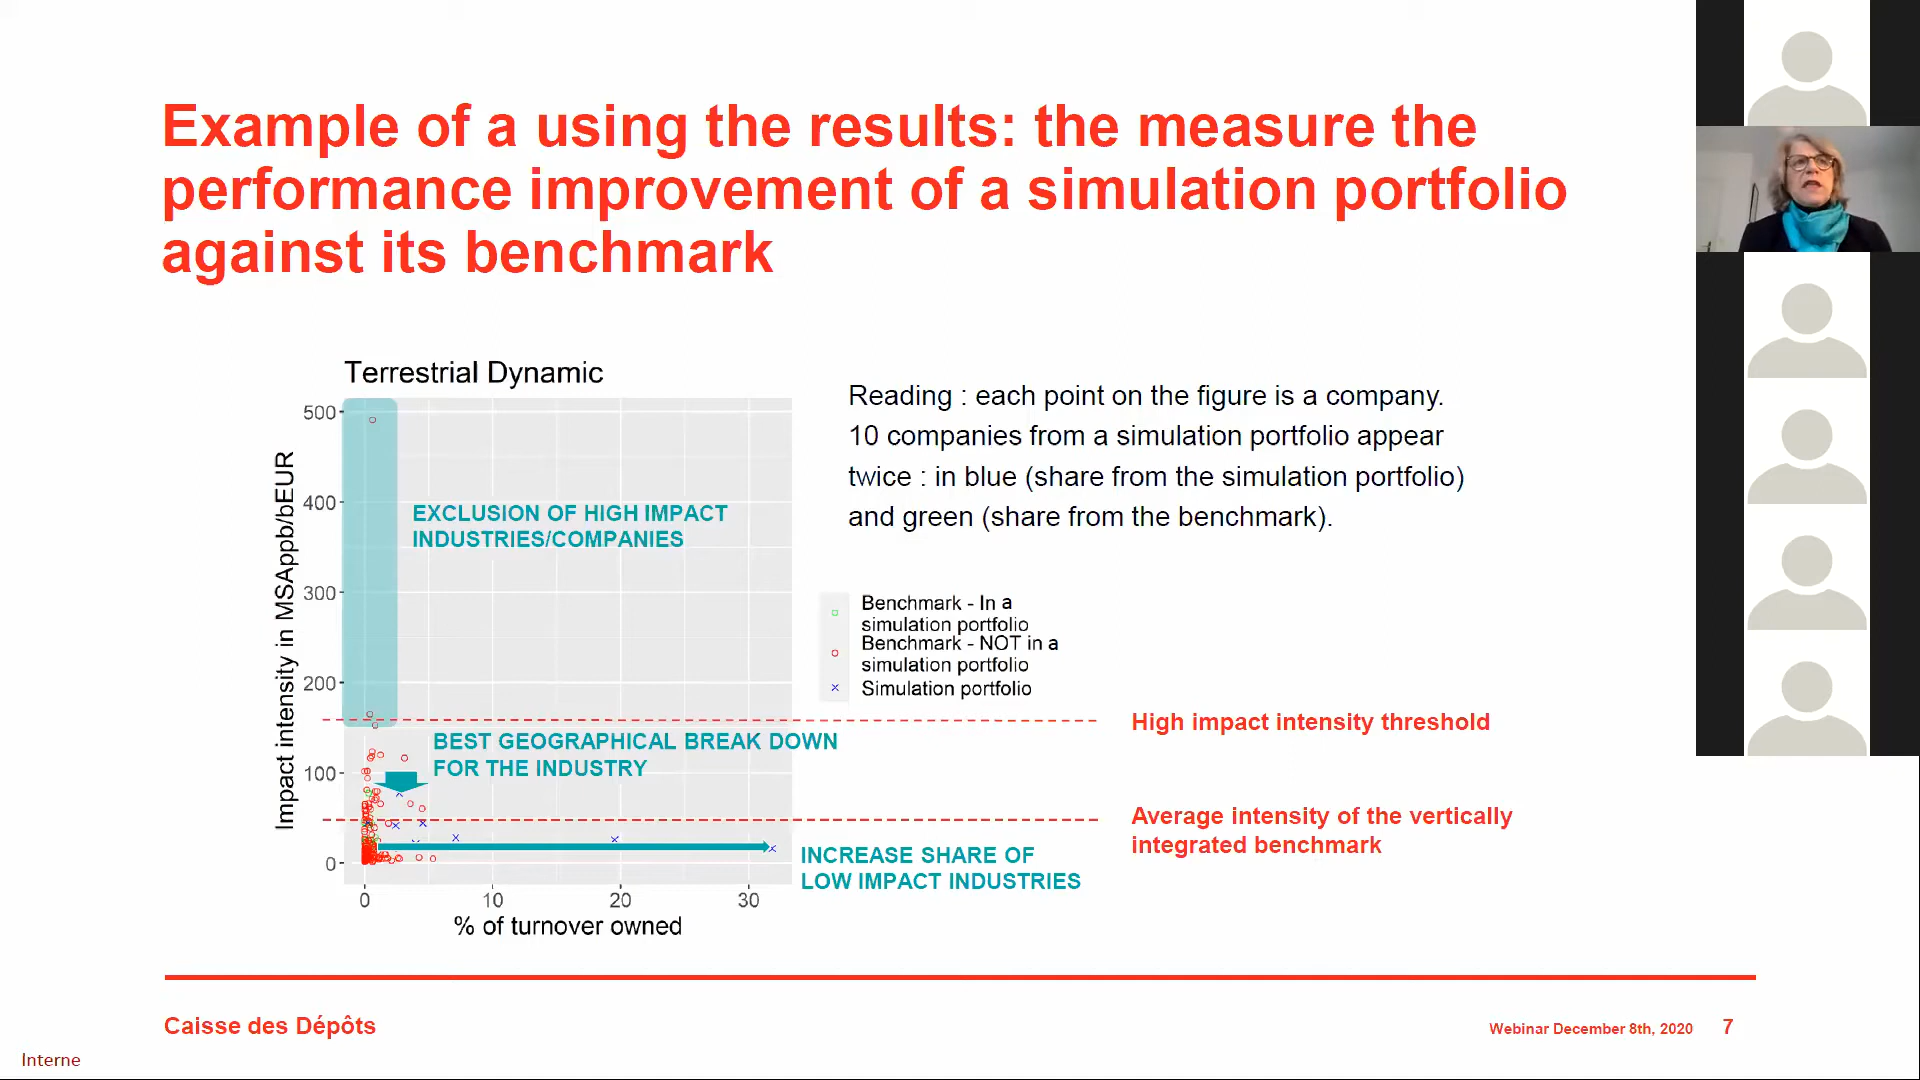 Example of a using the results: the measure the
performance improvement of a simulation portfolio
against its benchmark
Terrestrial Dynamic
Impact intensity in MSAppb/bEUR
500
400
300
200
100
0
0
10
20
30
% of turnover owned
EXCLUSION OF HIGH IMPACT
INDUSTRIES/COMPANIES
BEST GEOGRAPHICAL BREAK DOWN
FOR THE INDUSTRY
INCREASE SHARE OF
LOW IMPACT INDUSTRIES
Reading : each point on the figure is a company.
10 companies from a simulation portfolio appear
twice : in blue (share from the simulation portfolio)
and green (share from the benchmark).
Benchmark - In a
simulation portfolio
Benchmark - NOT in a
simulation portfolio
Simulation portfolio
High impact intensity threshold
Average intensity of the vertically
integrated benchmark
Caisse des Dépôts
Webinar December 8th, 2020 7
Interne